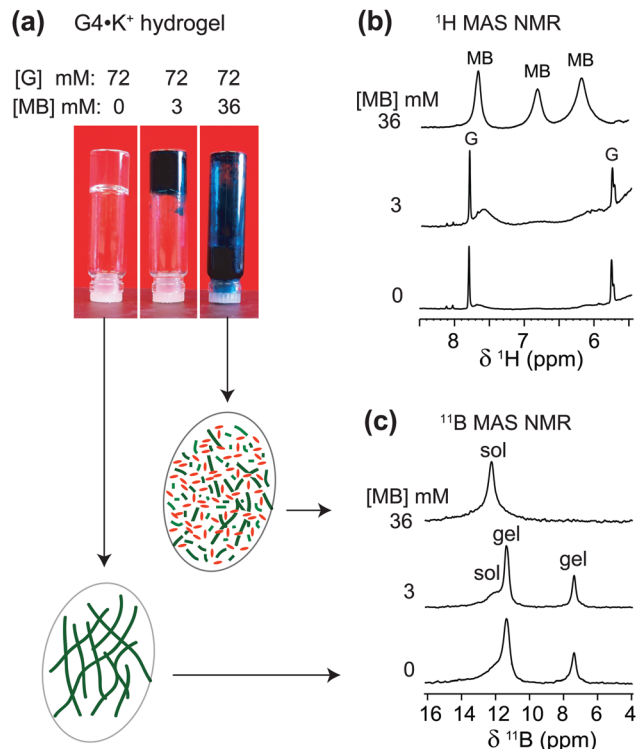 (a) G4•K⁺ hydrogel
[G] mM: 72 72 72
[MB] mM: 0 3 36
(b) ¹H MAS NMR
[MB] mM
36
MB MB MB
3
G G
0
8 7 6
δ ¹H (ppm)
(c) ¹¹B MAS NMR
[MB] mM
36
sol
3
sol gel gel
0
16 14 12 10 8 6 4
δ ¹¹B (ppm)